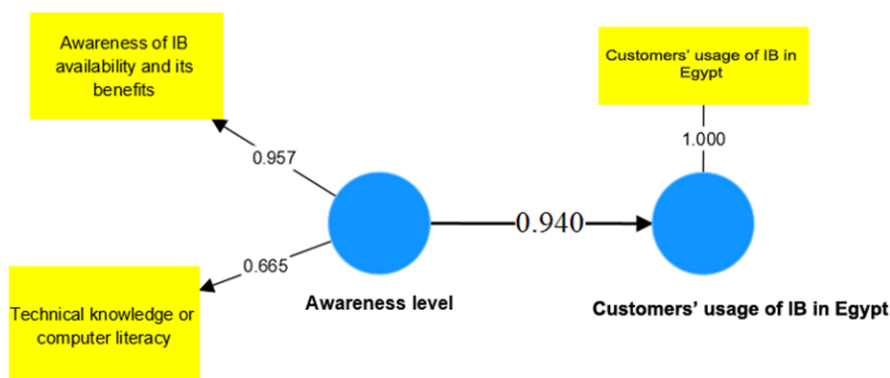 Awareness of IB
availability and its
benefits
Customers' usage of IB in
Egypt
0.957
1.000
0.940
0.665
Technical knowledge or
computer literacy
Awareness level
Customers’ usage of IB in Egypt